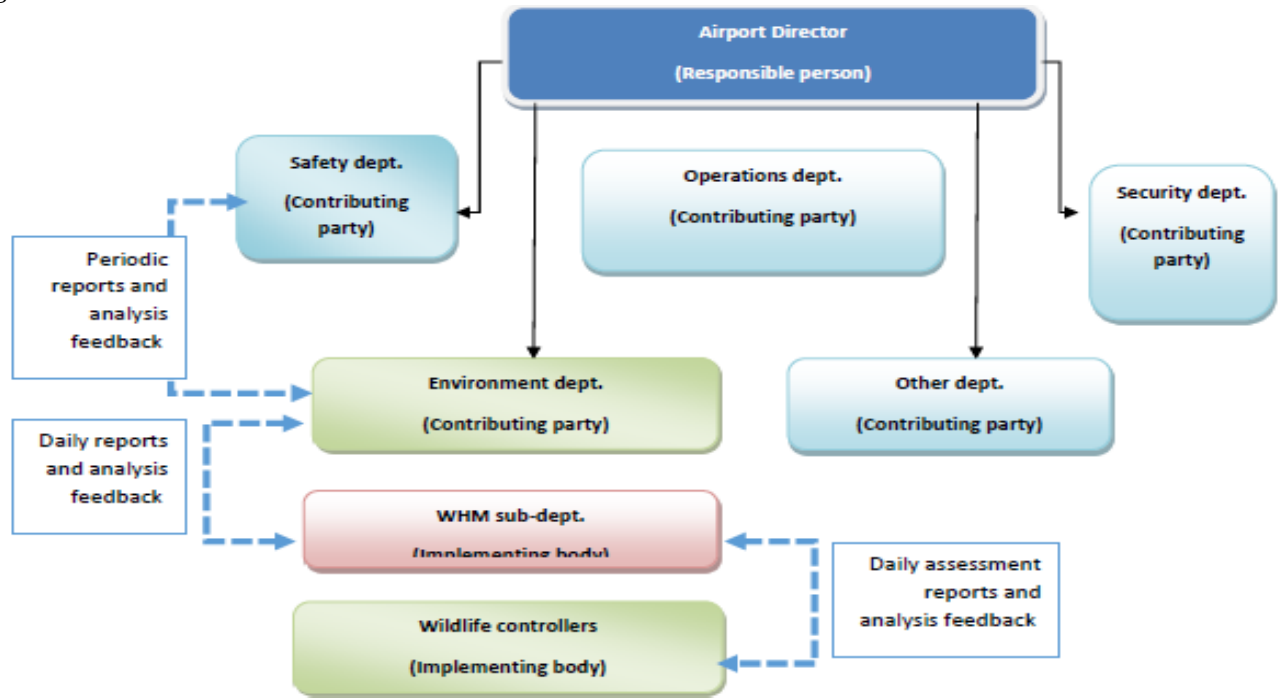 Airport Director
(Responsible person)
Safety dept.
(Contributing
party)
Operations dept.
(Contributing party)
Security dept.
(Contributing
party)
Periodic
reports and
analysis
feedback
Environment dept.
(Contributing party)
Other dept.
(Contributing party)
Daily reports
and analysis
feedback
WHM sub-dept.
(Implementing body)
Daily assessment
reports and
analysis feedback
Wildlife controllers
(Implementing body)